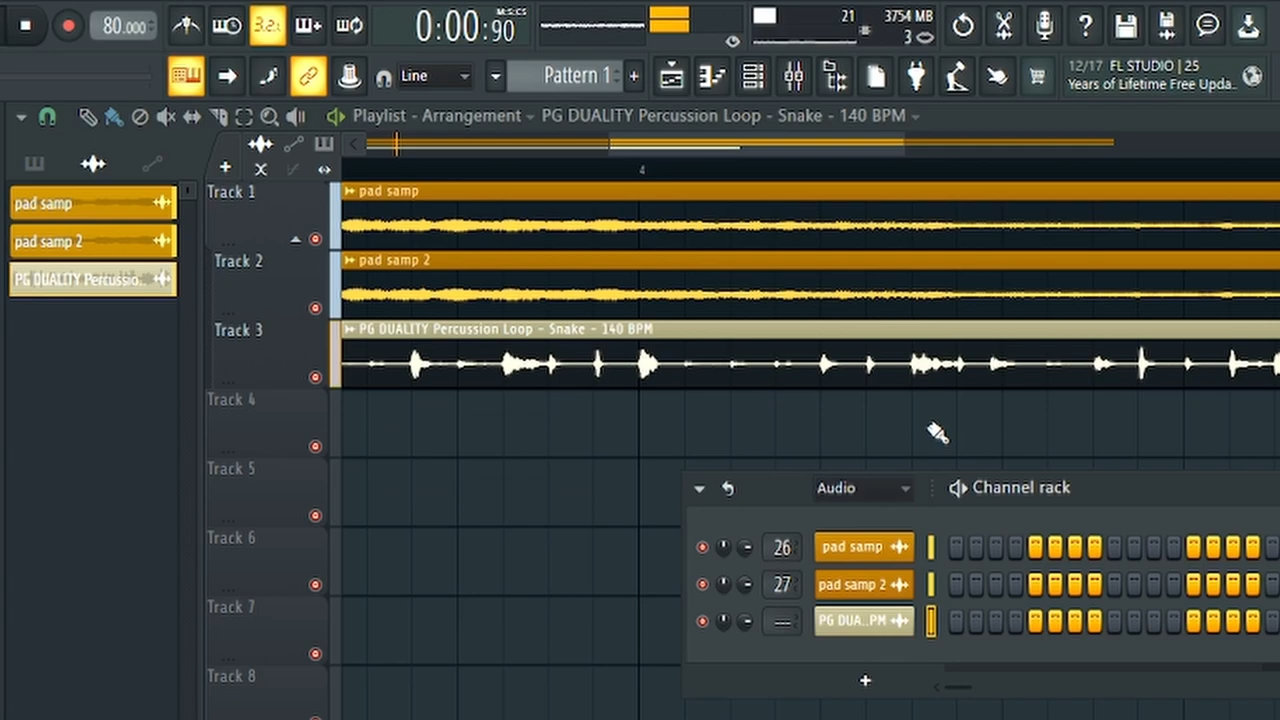 80.000
3.2.
0:00:90
M:S:CS
21
3754 MB
3
Line
Pattern 1
12/17 FL STUDIO | 25
Years of Lifetime Free Upda..
Playlist - Arrangement
PG DUALITY Percussion Loop - Snake - 140 BPM
4
pad samp
pad samp 2
PG DUALITY Percussio..
Track 1
pad samp
Track 2
pad samp 2
Track 3
PG DUALITY Percussion Loop - Snake - 140 BPM
Track 4
Track 5
Track 6
Track 7
Track 8
Audio
Channel rack
26
pad samp
27
pad samp 2
---
PG DUA..PM